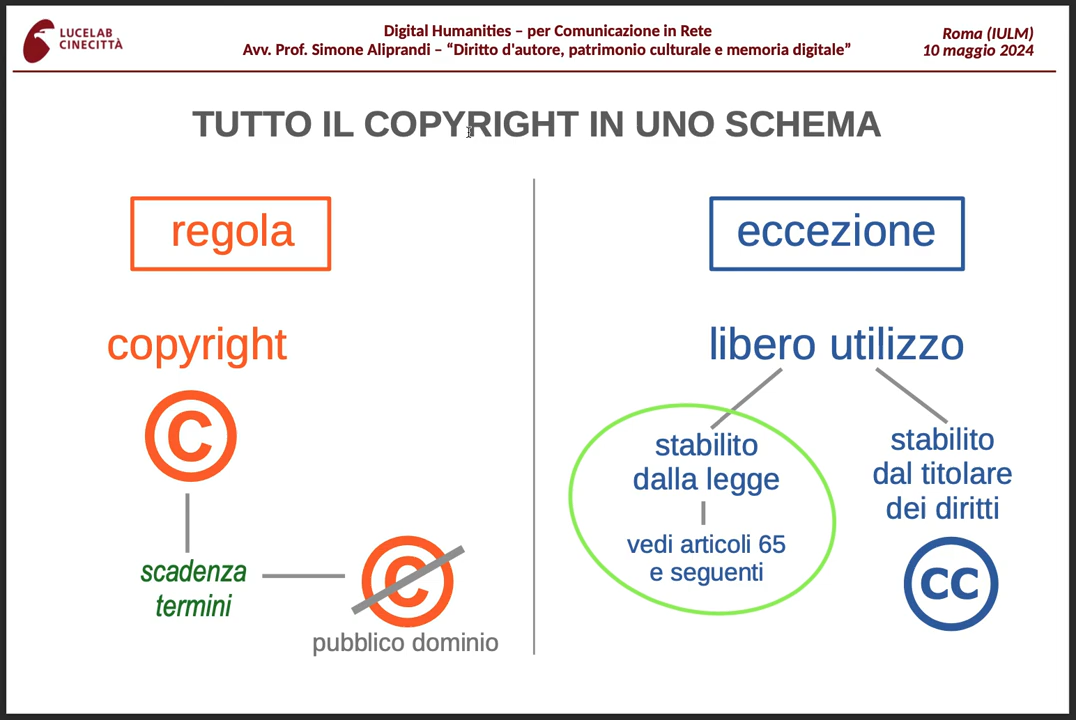 LUCELAB
CINECITTÀ
Digital Humanities – per Comunicazione in Rete
Avv. Prof. Simone Aliprandi – “Diritto d'autore, patrimonio culturale e memoria digitale”
Roma (IULM)
10 maggio 2024
TUTTO IL COPYRIGHT IN UNO SCHEMA
regola
copyright
C
scadenza
termini
C
pubblico dominio
eccezione
libero utilizzo
stabilito
dalla legge
vedi articoli 65
e seguenti
stabilito
dal titolare
dei diritti
CC